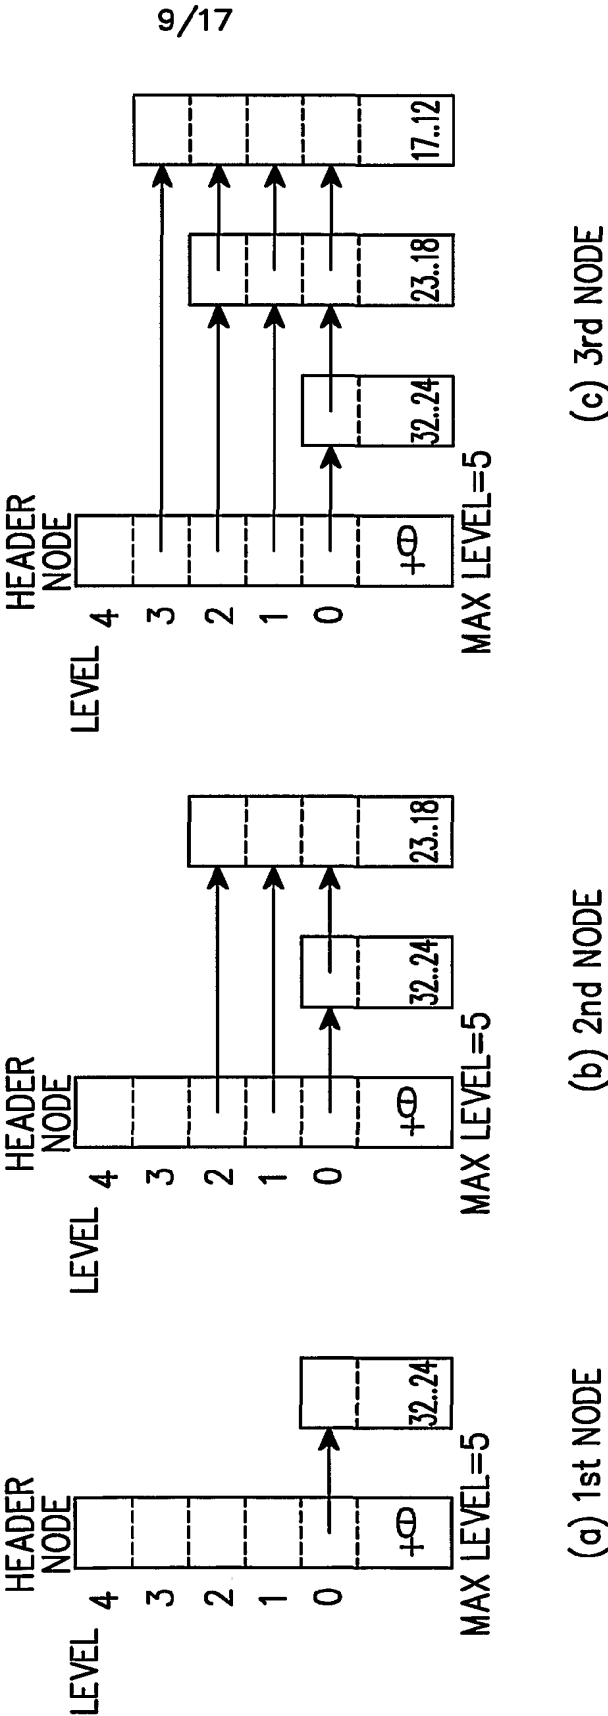 9/17
HEADER
NODE
LEVEL 4
3
2
1
0
32..24
MAX LEVEL=5
(a) 1st NODE
HEADER
NODE
LEVEL 4
3
2
1
0
32..24
23..18
MAX LEVEL=5
(b) 2nd NODE
HEADER
NODE
LEVEL 4
3
2
1
0
32..24
23..18
17..12
MAX LEVEL=5
(c) 3rd NODE